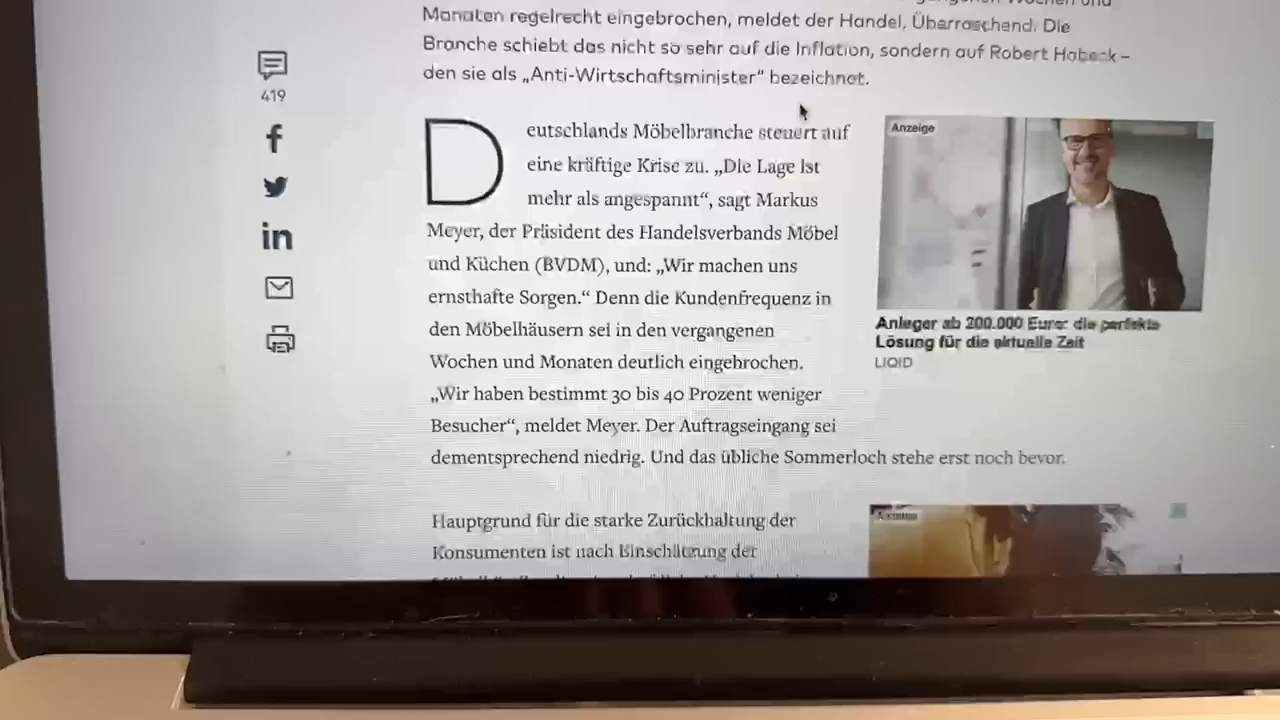 Monaten regelrecht eingebrochen, meldet der Handel. Überraschend. Die
Branche schiebt das nicht so sehr auf die Inflation, sondern auf Robert Habeck –
den sie als „Anti-Wirtschaftsminister“ bezeichnet.
419
Deutschlands Möbelbranche steuert auf
eine kräftige Krise zu. „Die Lage ist
mehr als angespannt“, sagt Markus
Meyer, der Präsident des Handelsverbands Möbel
und Küchen (BVDM), und: „Wir machen uns
ernsthafte Sorgen.“ Denn die Kundenfrequenz in
den Möbelhäusern sei in den vergangenen
Wochen und Monaten deutlich eingebrochen.
„Wir haben bestimmt 30 bis 40 Prozent weniger
Besucher“, meldet Meyer. Der Auftragseingang sei
dementsprechend niedrig. Und das übliche Sommerloch stehe erst noch bevor.
Hauptgrund für die starke Zurückhaltung der
Konsumenten ist nach Einschätzung der
Anzeige
Anleger ab 200.000 Euro: die perfekte
Lösung für die aktuelle Zeit
LIQID